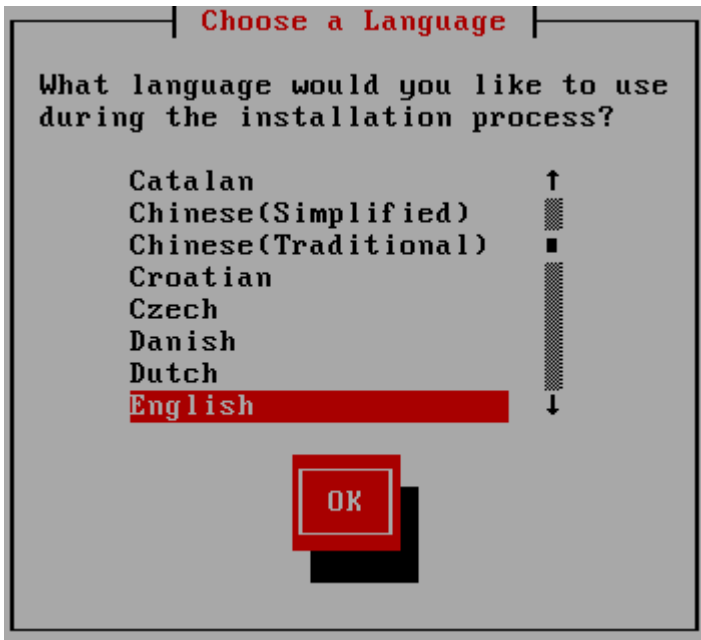 Choose a Language
What language would you like to use
during the installation process?
Catalan
Chinese(Simplified)
Chinese(Traditional)
Croatian
Czech
Danish
Dutch
English
OK